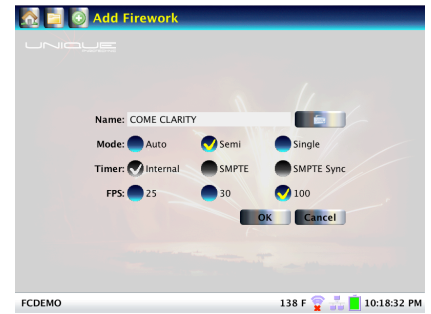 Add Firework
UNIQUE
Name: COME CLARITY
Mode: Auto Semi Single
Timer: Internal SMPTE SMPTE Sync
FPS: 25 30 100
OK Cancel
FCDEMO 138 F 10:18:32 PM